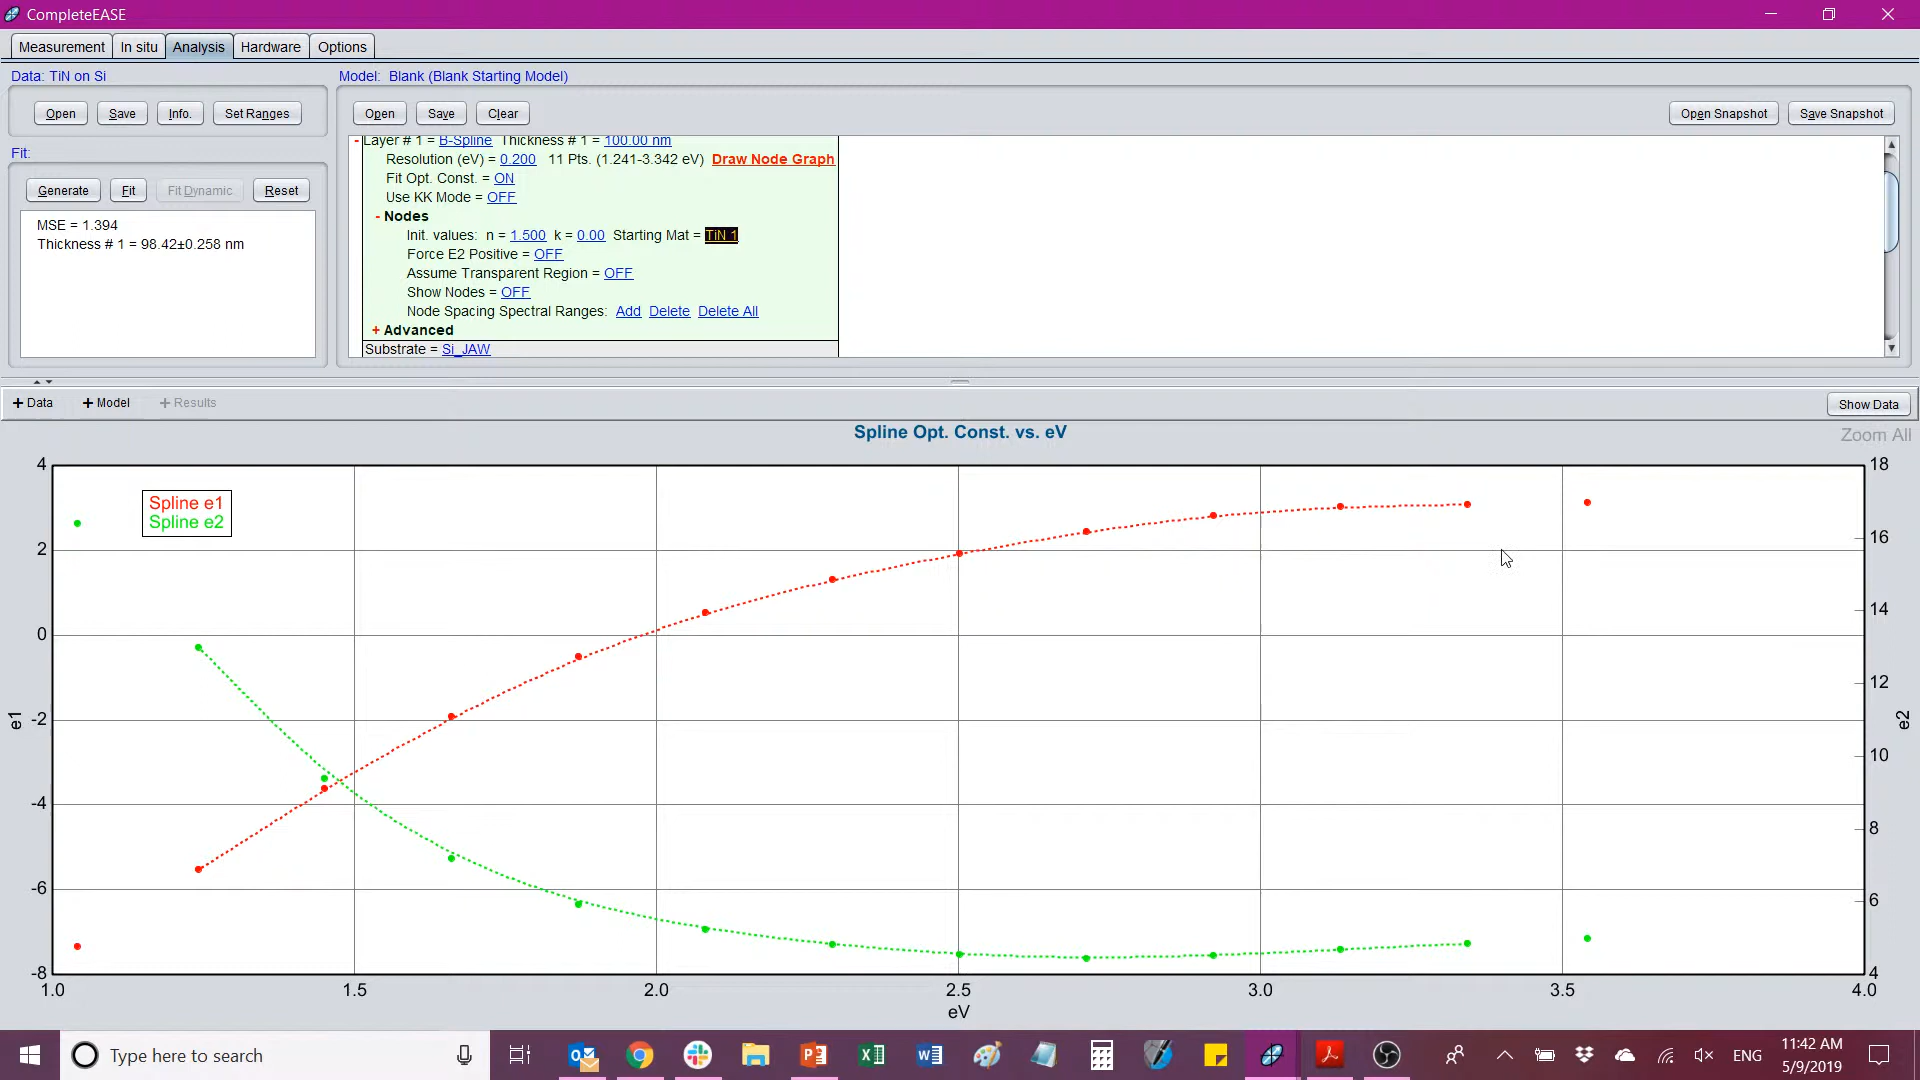 CompleteEASE
Measurement In situ Analysis Hardware Options
Data: TiN on Si
Model: Blank (Blank Starting Model)
Open Save Info. Set Ranges
Open Save Clear
Open Snapshot Save Snapshot
Fit:
Generate Fit Fit Dynamic Reset
MSE = 1.394
Thickness # 1 = 98.42±0.258 nm
- Layer # 1 = B-Spline Thickness # 1 = 100.00 nm
Resolution (eV) = 0.200 11 Pts. (1.241-3.342 eV) Draw Node Graph
Fit Opt. Const. = ON
Use KK Mode = OFF
- Nodes
Init. values: n = 1.500 k = 0.00 Starting Mat = TiN 1
Force E2 Positive = OFF
Assume Transparent Region = OFF
Show Nodes = OFF
Node Spacing Spectral Ranges: Add Delete Delete All
+ Advanced
Substrate = Si_JAW
+ Data + Model + Results
Show Data
Spline Opt. Const. vs. eV
Zoom All
Spline e1
Spline e2
4
2
0
-2
-4
-6
-8
e1
18
16
14
12
10
8
6
4
e2
1.0 1.5 2.0 2.5 3.0 3.5 4.0
eV
Type here to search
ENG
11:42 AM
5/9/2019